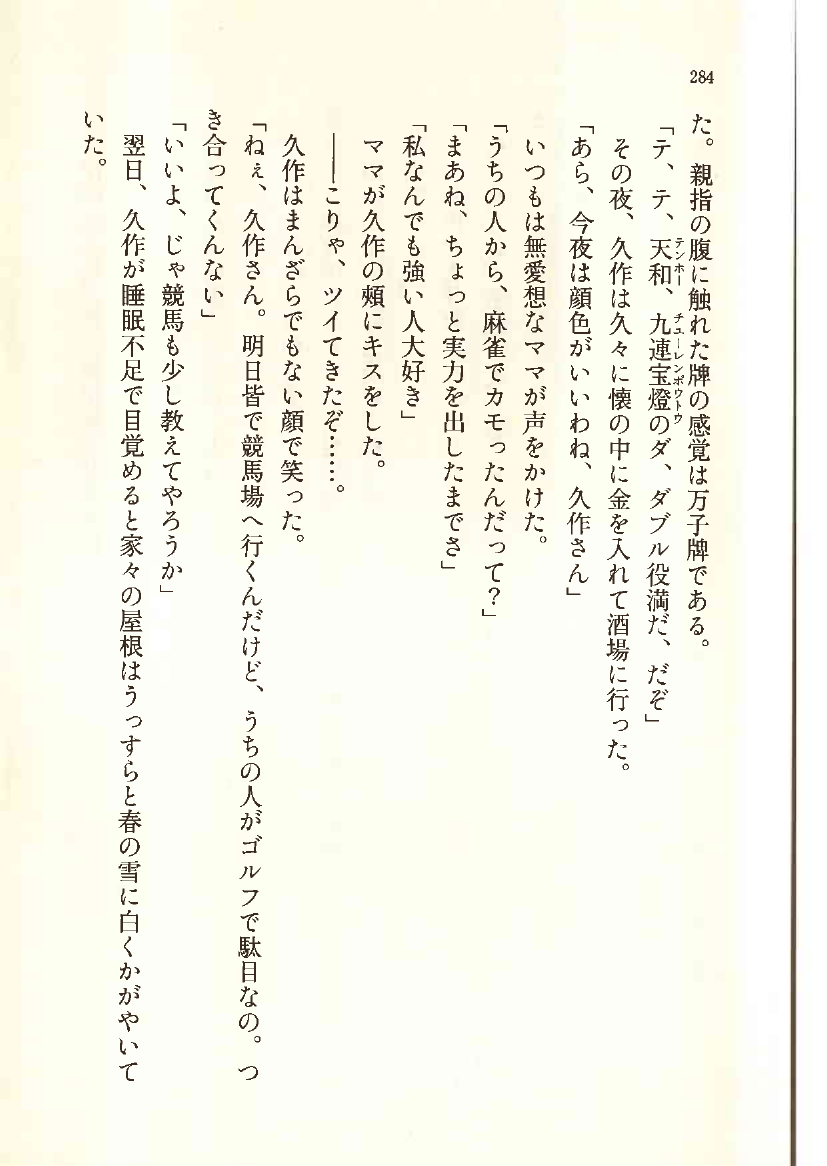 284
た。親指の腹に触れた牌の感覚は万子牌である。
「テ、テ、天和、九連宝燈のダ、ダブル役満だ、だぞ」
テンホー チューレンポウトウ
その夜、久作は久々に懐の中に金を入れて酒場に行った。
「あら、今夜は顔色がいいわね、久作さん」
いつもは無愛想なママが声をかけた。
「うちの人から、麻雀でカモったんだって?」
「まあね、ちょっと実力を出したまでさ」
「私なんでも強い人大好き」
ママが久作の頰にキスをした。
――こりゃ、ツイてきたぞ……。
久作はまんざらでもない顔で笑った。
「ねぇ、久作さん。明日皆で競馬場へ行くんだけど、うちの人がゴルフで駄目なの。つ
き合ってくんない」
「いいよ、じゃ競馬も少し教えてやろうか」
翌日、久作が睡眠不足で目覚めると家々の屋根はうっすらと春の雪に白くかがやいて
いた。